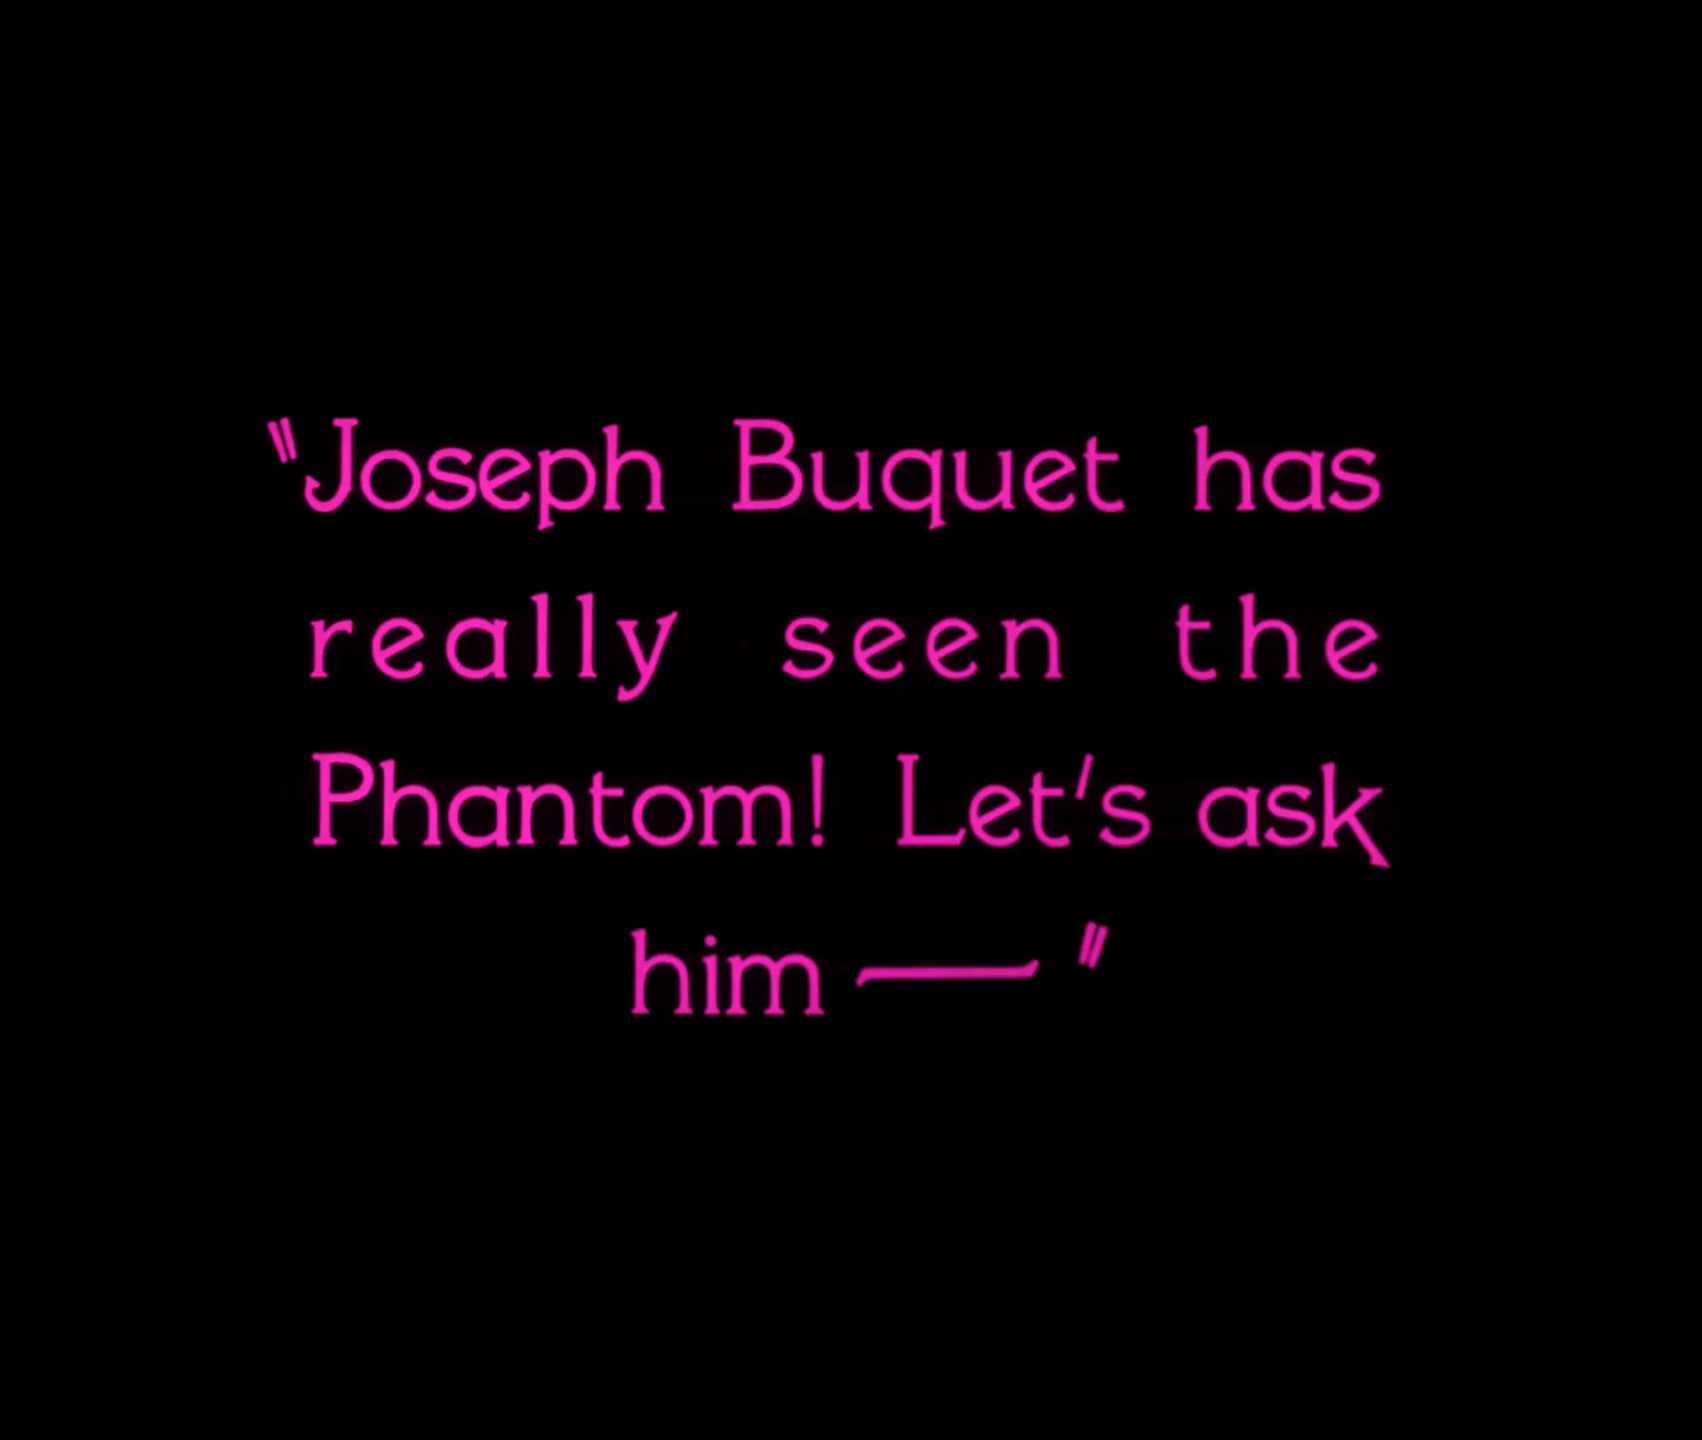 "Joseph Buquet has
really seen the
Phantom! Let's ask
him — "